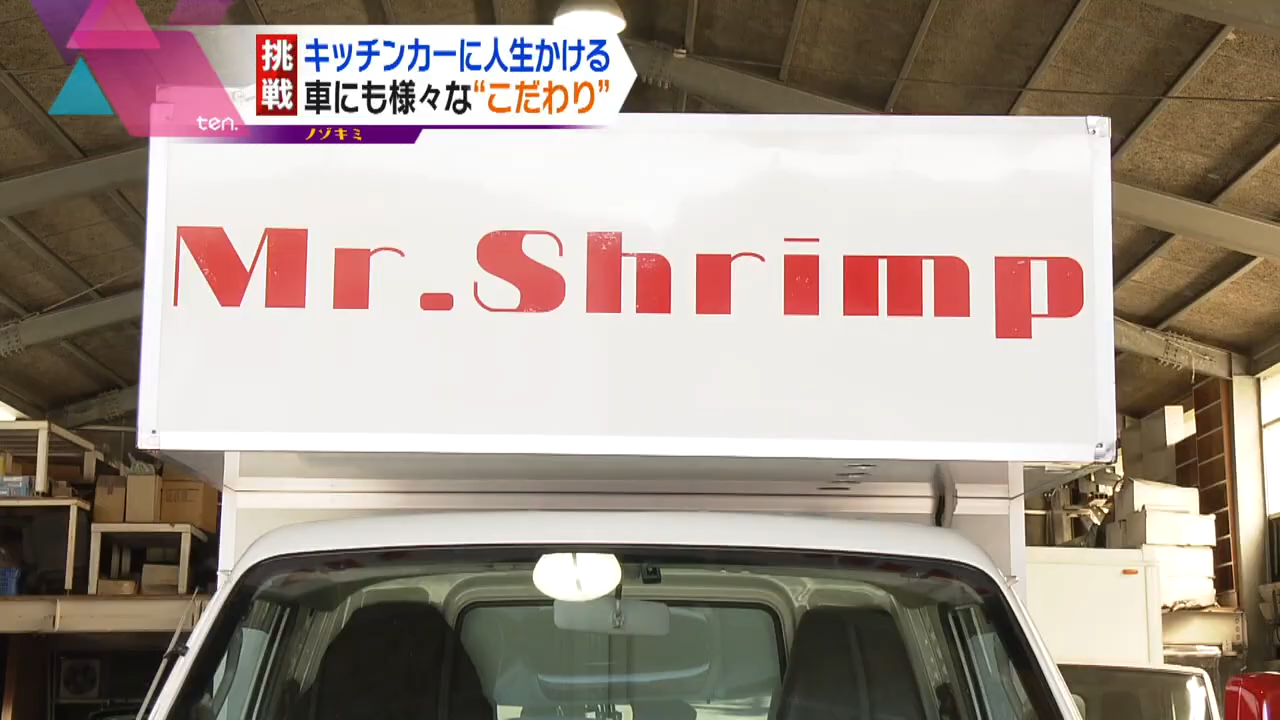 挑戦
キッチンカーに人生かける
車にも様々な“こだわり”
ten.
ノゾキミ
Mr.Shrimp